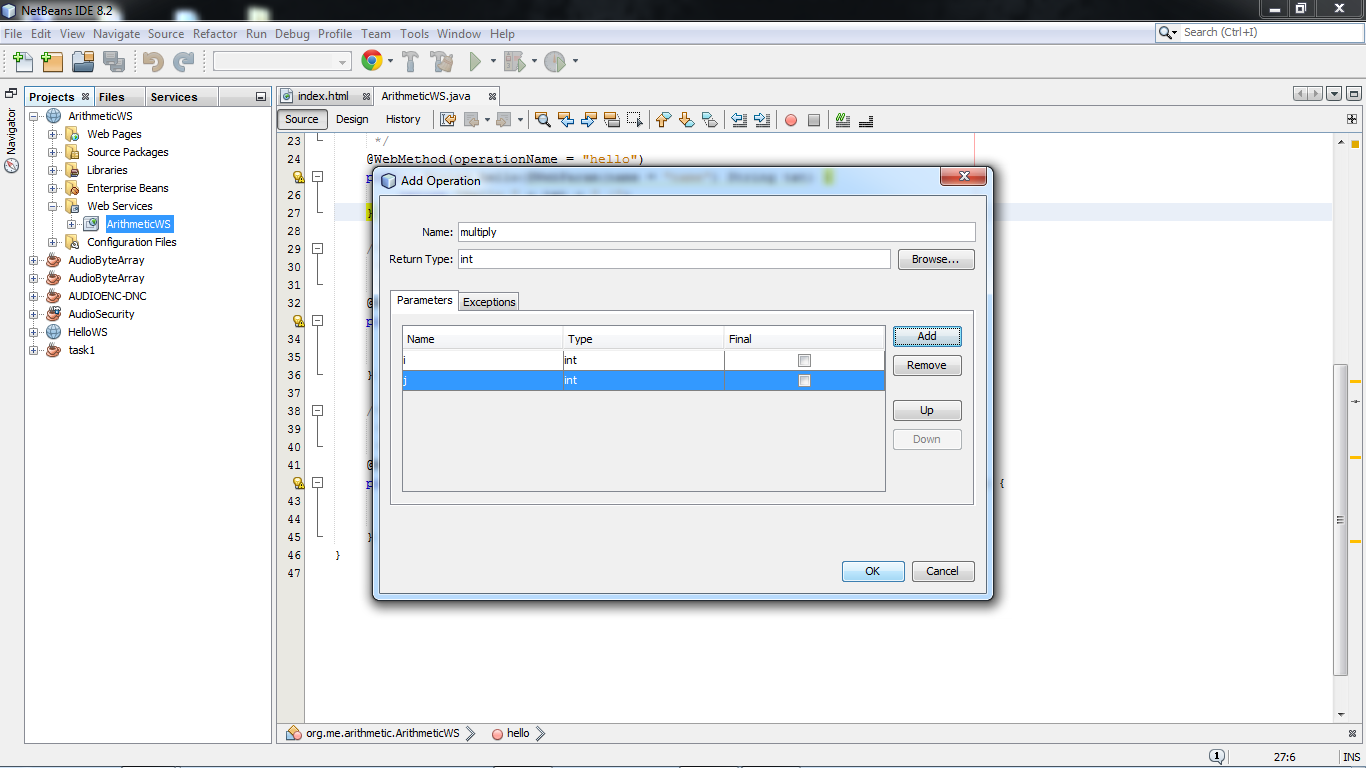 NetBeans IDE 8.2
File Edit View Navigate Source Refactor Run Debug Profile Team Tools Window Help
Search (Ctrl+I)
Navigator
Projects Files Services
ArithmeticWS
Web Pages
Source Packages
Libraries
Enterprise Beans
Web Services
ArithmeticWS
Configuration Files
AudioByteArray
AudioByteArray
AUDIOENC-DNC
AudioSecurity
HelloWS
task1
index.html ArithmeticWS.java
Source Design History
23 */
24 @WebMethod(operationName = "hello")
26
27 }
28
29 /
30
31
32 @
34
35
36 }
37
38 /
39
40
41 @
{
43
44
45 }
46 }
47
Add Operation
Name: multiply
Return Type: int Browse...
Parameters Exceptions
Name Type Final
i int
j int
Add
Remove
Up
Down
OK Cancel
org.me.arithmetic.ArithmeticWS hello
1 27:6 INS